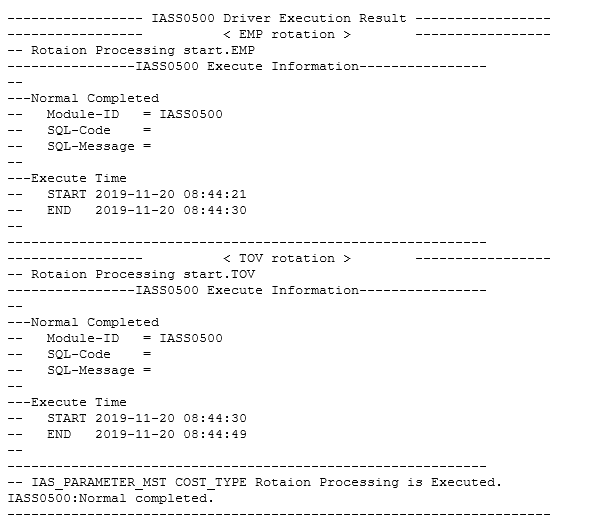 ----------------- IASS0500 Driver Execution Result -----------------
-----------------          < EMP rotation >        -----------------
-- Rotaion Processing start.EMP
----------------IASS0500 Execute Information----------------
--
---Normal Completed
--   Module-ID   = IASS0500
--   SQL-Code    =
--   SQL-Message =
--
---Execute Time
--   START 2019-11-20 08:44:21
--   END   2019-11-20 08:44:30
--
------------------------------------------------------------
-----------------          < TOV rotation >        -----------------
-- Rotaion Processing start.TOV
----------------IASS0500 Execute Information----------------
--
---Normal Completed
--   Module-ID   = IASS0500
--   SQL-Code    =
--   SQL-Message =
--
---Execute Time
--   START 2019-11-20 08:44:30
--   END   2019-11-20 08:44:49
--
------------------------------------------------------------
-- IAS_PARAMETER_MST COST_TYPE Rotaion Processing is Executed.
IASS0500:Normal completed.
--------------------------------------------------------------------